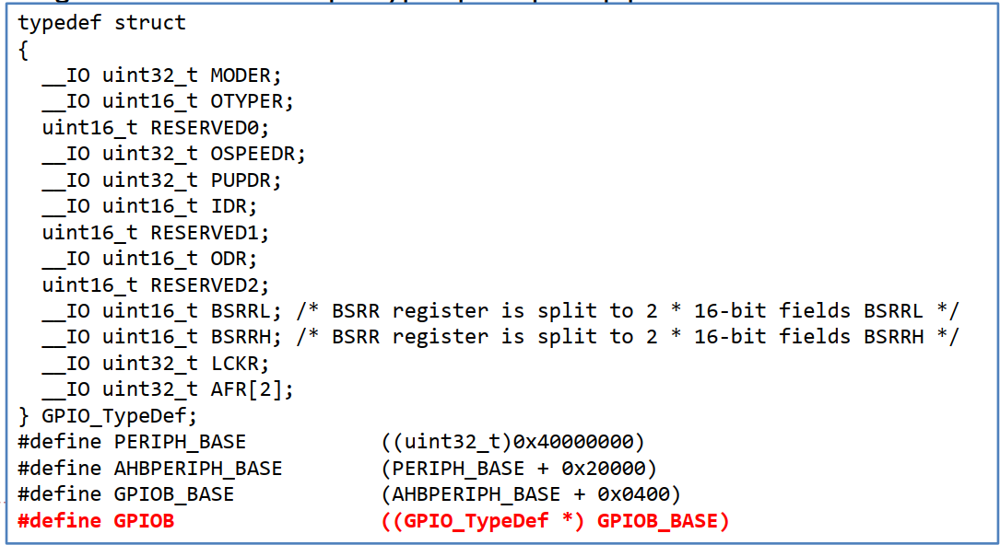 typedef struct
{
  __IO uint32_t MODER;
  __IO uint16_t OTYPER;
  uint16_t RESERVED0;
  __IO uint32_t OSPEEDR;
  __IO uint32_t PUPDR;
  __IO uint16_t IDR;
  uint16_t RESERVED1;
  __IO uint16_t ODR;
  uint16_t RESERVED2;
  __IO uint16_t BSRRL; /* BSRR register is split to 2 * 16-bit fields BSRRL */
  __IO uint16_t BSRRH; /* BSRR register is split to 2 * 16-bit fields BSRRH */
  __IO uint32_t LCKR;
  __IO uint32_t AFR[2];
} GPIO_TypeDef;
#define PERIPH_BASE ((uint32_t)0x40000000)
#define AHBPERIPH_BASE (PERIPH_BASE + 0x20000)
#define GPIOB_BASE (AHBPERIPH_BASE + 0x0400)
#define GPIOB ((GPIO_TypeDef *) GPIOB_BASE)